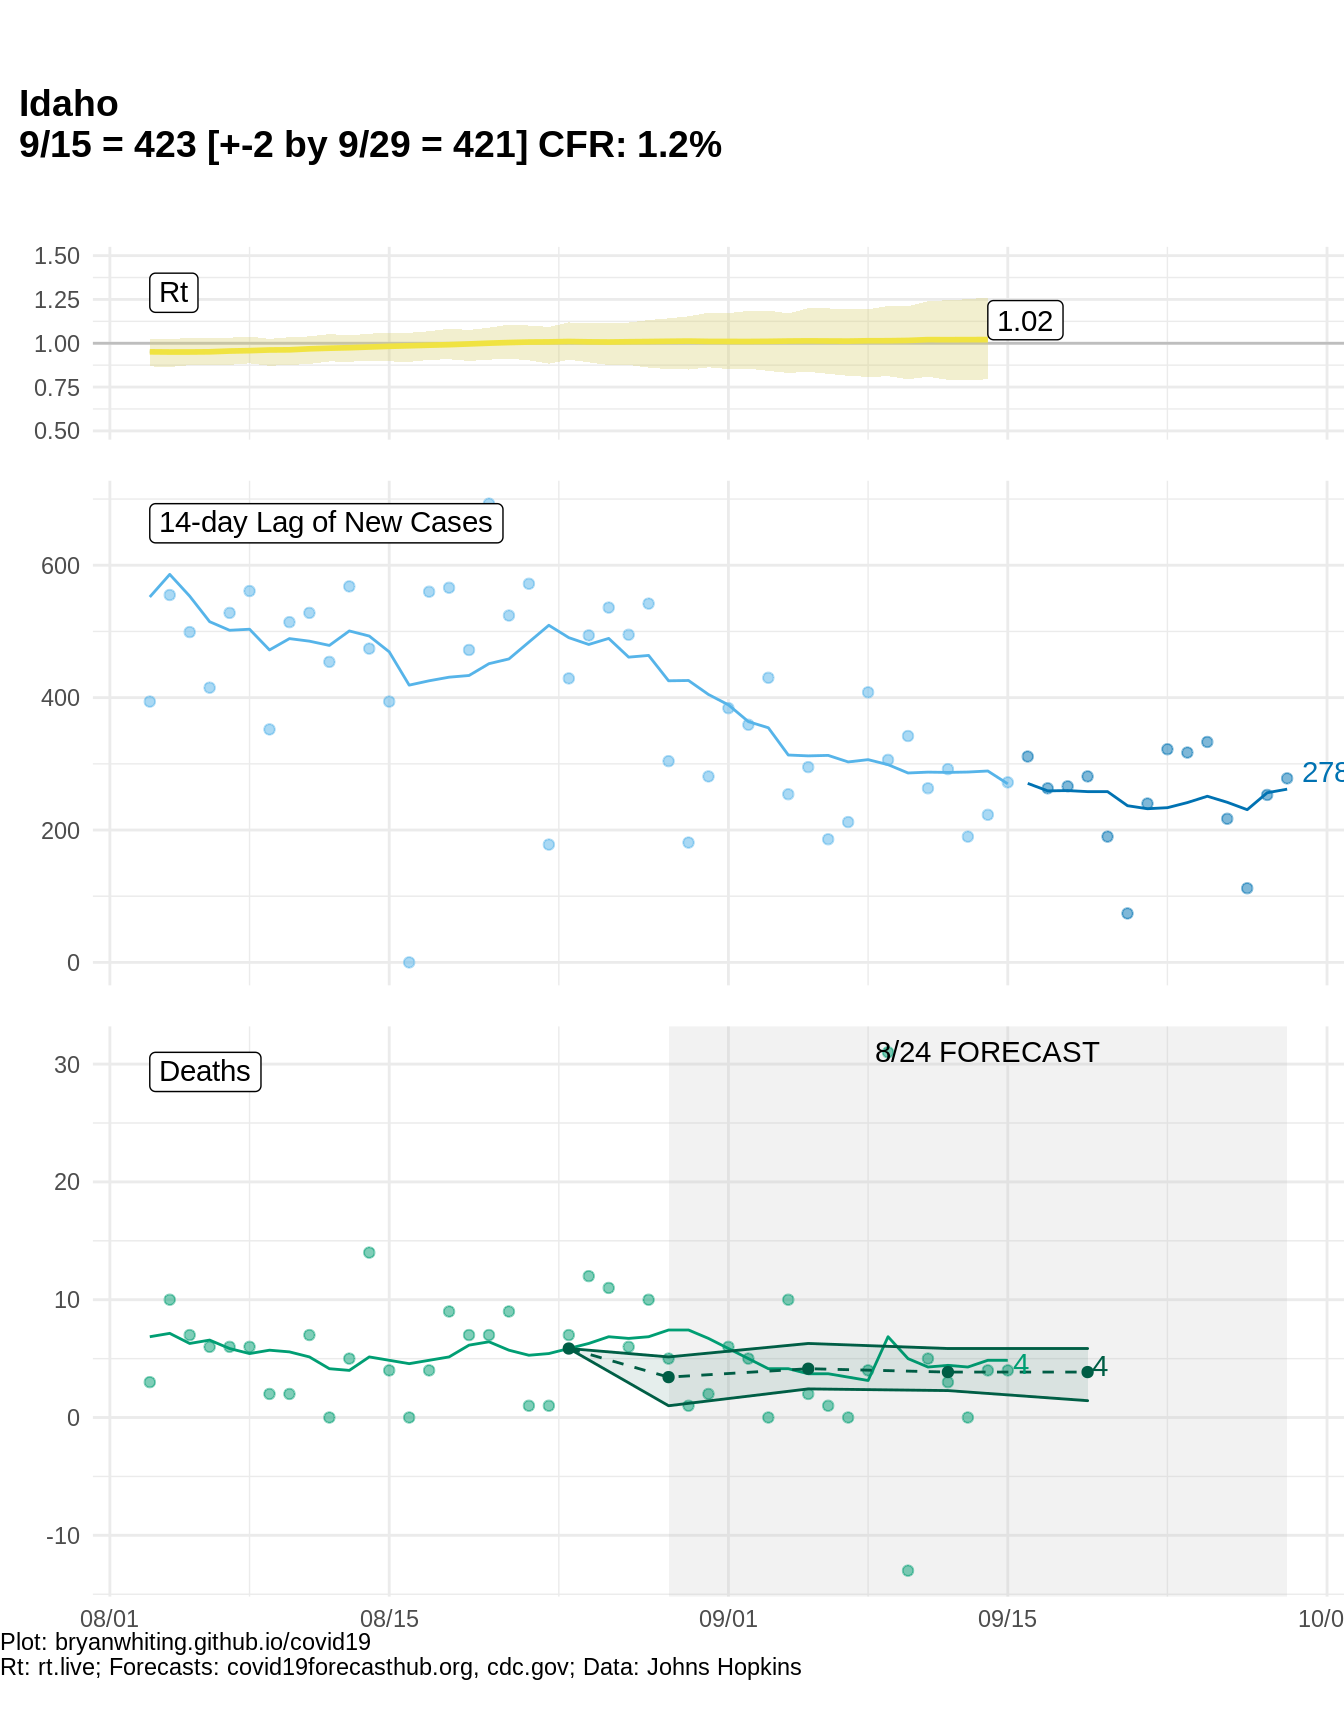 Idaho
9/15 = 423 [+-2 by 9/29 = 421] CFR: 1.2%
1.50
Rt
1.25
1.02
1.00
0.75
0.50
14-day Lag of New Cases
600
400
278
200
0
8/24 FORECAST
30
Deaths
20
10
4
4
0
-10
08/01 08/15 09/01 09/15 10/0
Plot: bryanwhiting.github.io/covid19
Rt: rt.live; Forecasts: covid19forecasthub.org, cdc.gov; Data: Johns Hopkins